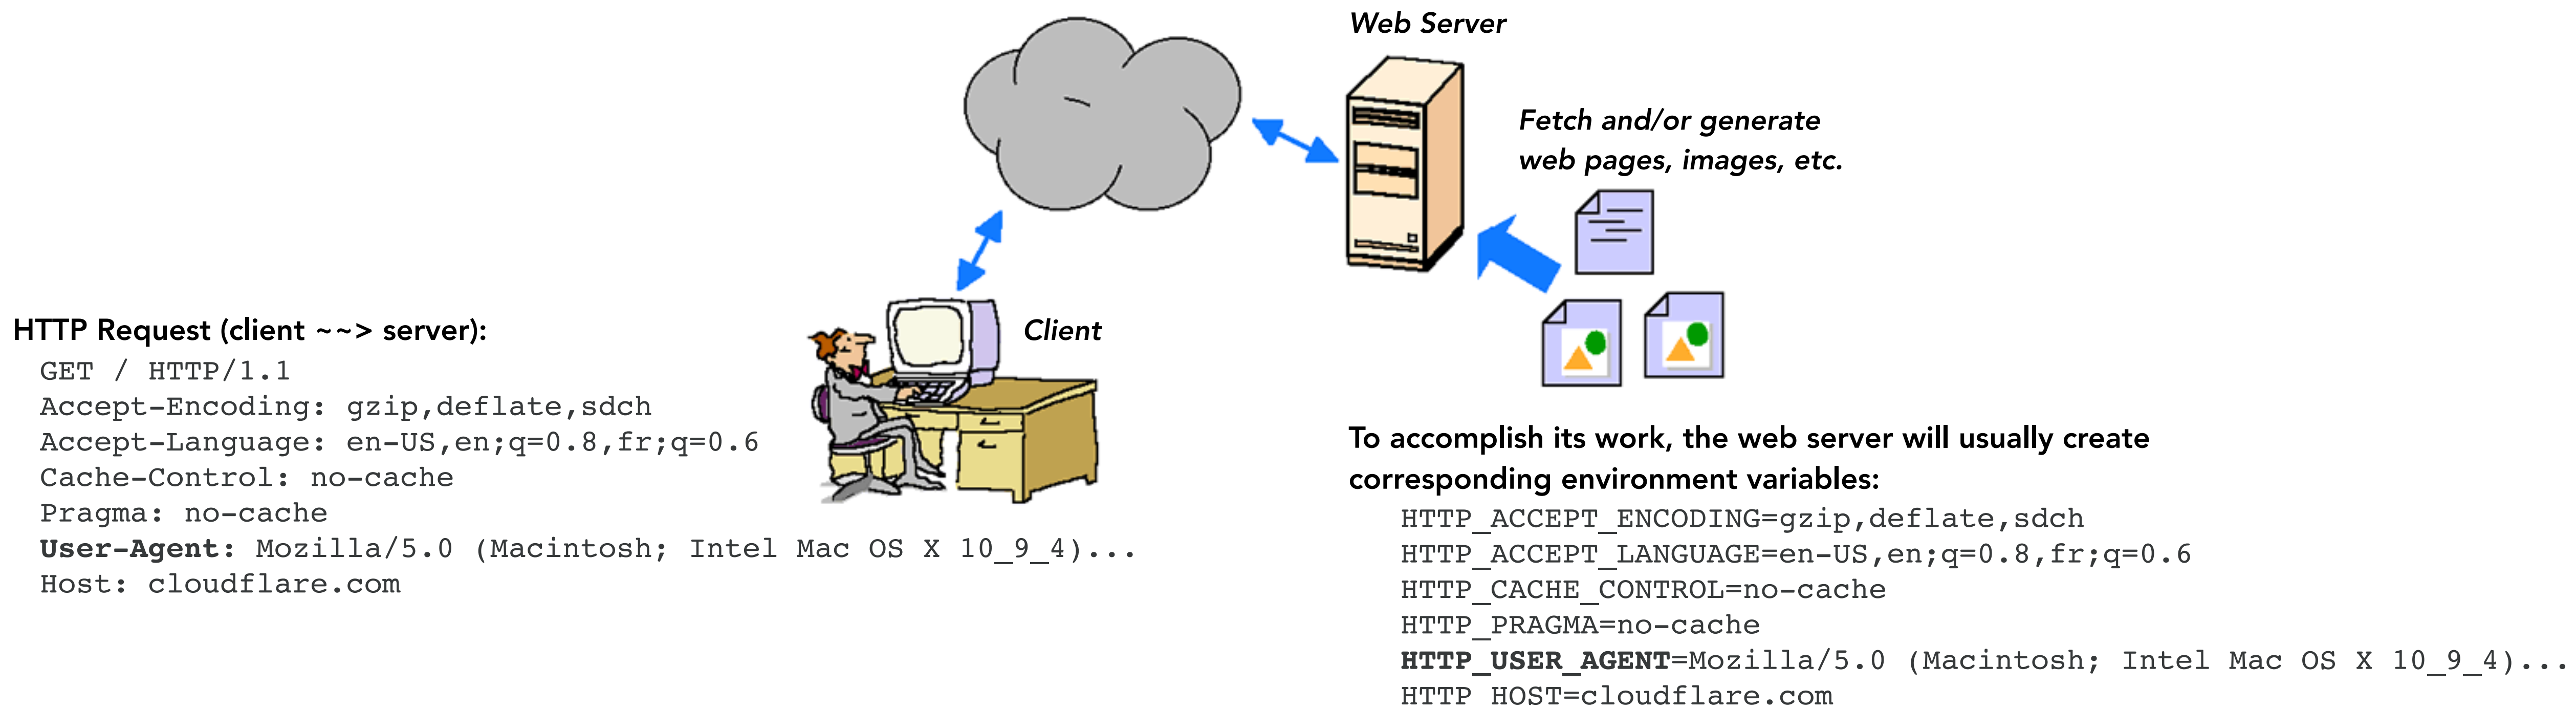 Web Server
Fetch and/or generate
web pages, images, etc.
Client
HTTP Request (client ~~> server):
GET / HTTP/1.1
Accept-Encoding: gzip,deflate,sdch
Accept-Language: en-US,en;q=0.8,fr;q=0.6
Cache-Control: no-cache
Pragma: no-cache
User-Agent: Mozilla/5.0 (Macintosh; Intel Mac OS X 10_9_4)...
Host: cloudflare.com
To accomplish its work, the web server will usually create
corresponding environment variables:
HTTP_ACCEPT_ENCODING=gzip,deflate,sdch
HTTP_ACCEPT_LANGUAGE=en-US,en;q=0.8,fr;q=0.6
HTTP_CACHE_CONTROL=no-cache
HTTP_PRAGMA=no-cache
HTTP_USER_AGENT=Mozilla/5.0 (Macintosh; Intel Mac OS X 10_9_4)...
HTTP_HOST=cloudflare.com